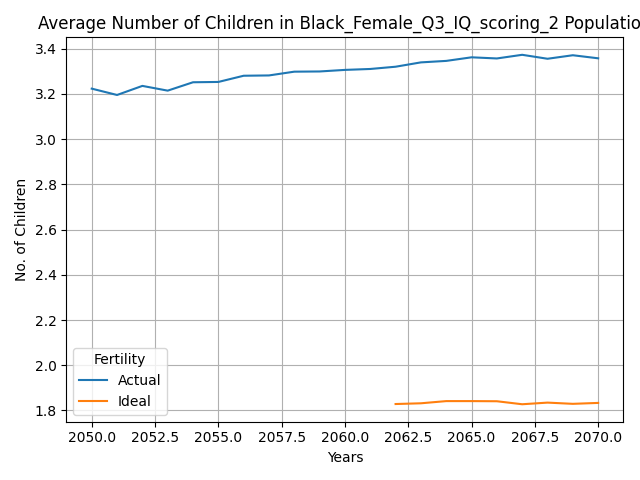 Average Number of Children in Black_Female_Q3_IQ_scoring_2 Populatio
3.4
3.2
3.0
2.8
2.6
2.4
2.2
2.0
1.8
No. of Children
Fertility
Actual
Ideal
2050.0 2052.5 2055.0 2057.5 2060.0 2062.5 2065.0 2067.5 2070.0
Years